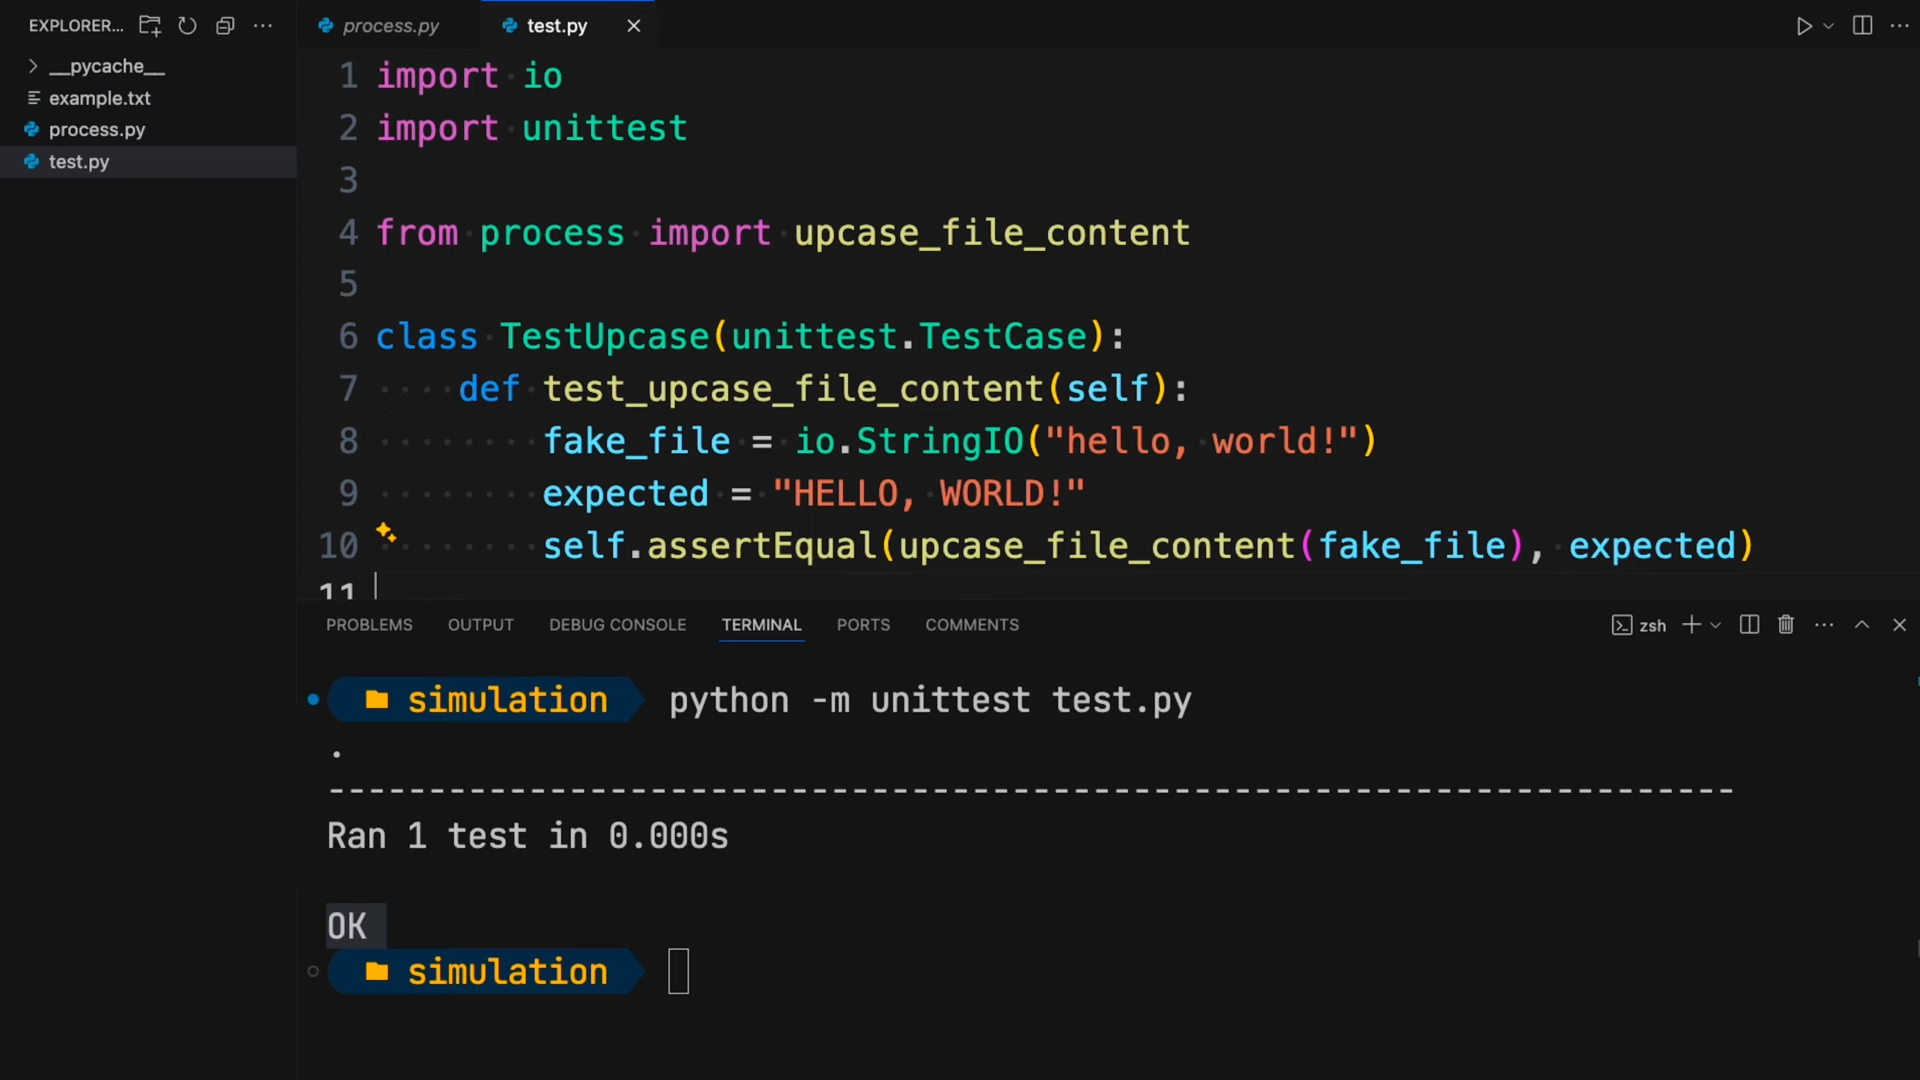 EXPLORER...
__pycache__
example.txt
process.py
test.py
process.py
test.py
1 import io
2 import unittest
3
4 from process import upcase_file_content
5
6 class TestUpcase(unittest.TestCase):
7 def test_upcase_file_content(self):
8 fake_file = io.StringIO("hello, world!")
9 expected = "HELLO, WORLD!"
10 self.assertEqual(upcase_file_content(fake_file), expected)
11
PROBLEMS OUTPUT DEBUG CONSOLE TERMINAL PORTS COMMENTS zsh
simulation python -m unittest test.py
.
----------------------------------------------------------------------
Ran 1 test in 0.000s
OK
simulation